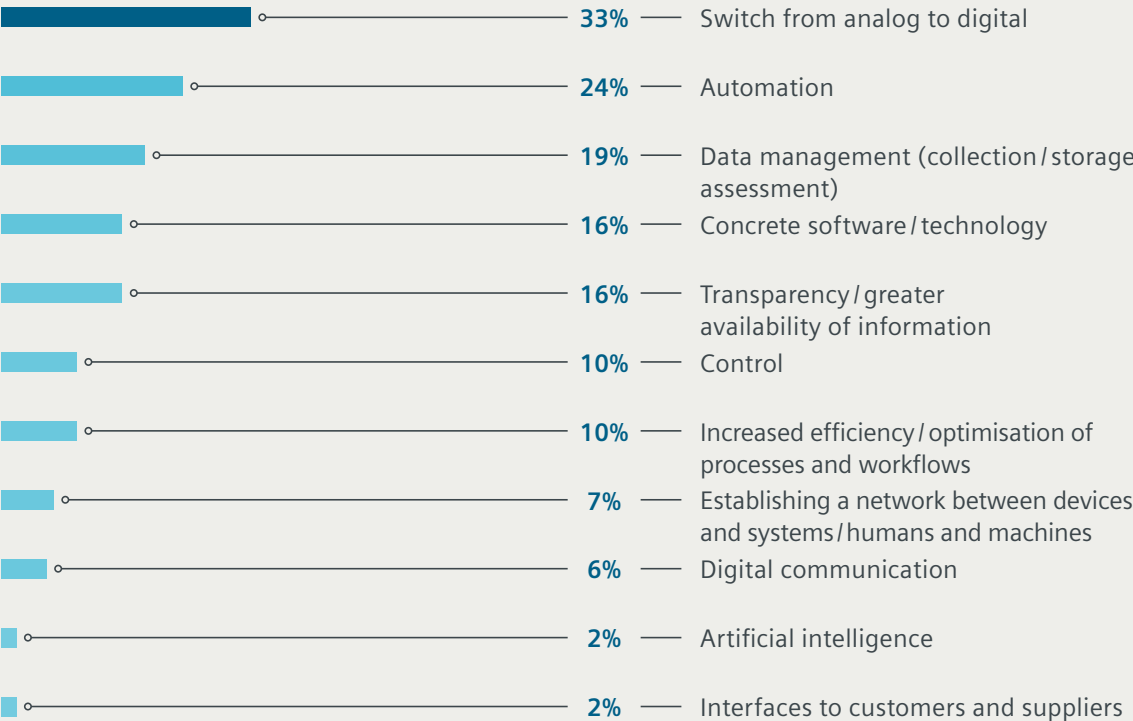 33% Switch from analog to digital
24% Automation
19% Data management (collection/storage
assessment)
16% Concrete software/technology
16% Transparency/greater
availability of information
10% Control
10% Increased efficiency/optimisation of
processes and workflows
7% Establishing a network between devices
and systems/humans and machines
6% Digital communication
2% Artificial intelligence
2% Interfaces to customers and suppliers